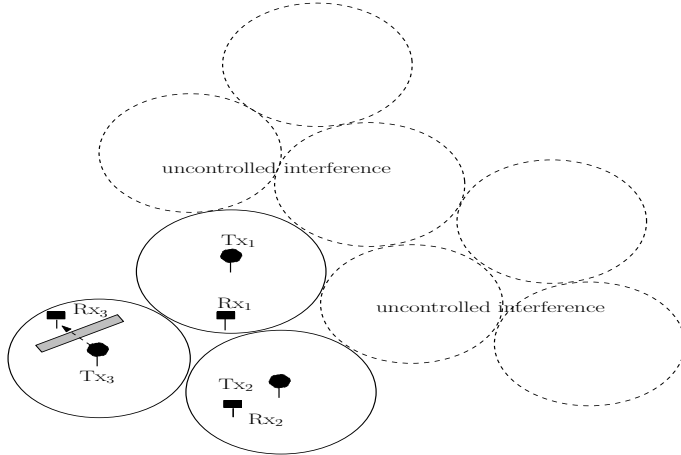 uncontrolled interference
Tx₁
Rx₁
uncontrolled interference
Rx₃
Tx₃
Tx₂
Rx₂